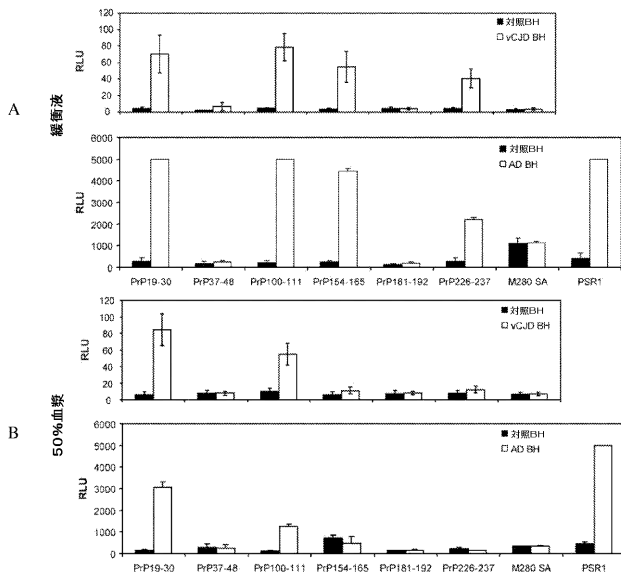 A
緩衝液
RLU
100
80
60
40
20
0
対照BH
vCJD BH
RLU
6000
5000
4000
3000
2000
1000
0
対照BH
AD BH
PrP19-30 PrP37-48 PrP100-111 PrP154-165 PrP181-192 PrP226-237 M280 SA PSR1
B
50%血漿
RLU
120
100
80
60
40
20
0
対照BH
vCJD BH
RLU
6000
5000
4000
3000
2000
1000
0
対照BH
AD BH
PrP19-30 PrP37-48 PrP100-111 PrP154-165 PrP181-192 PrP226-237 M280 SA PSR1